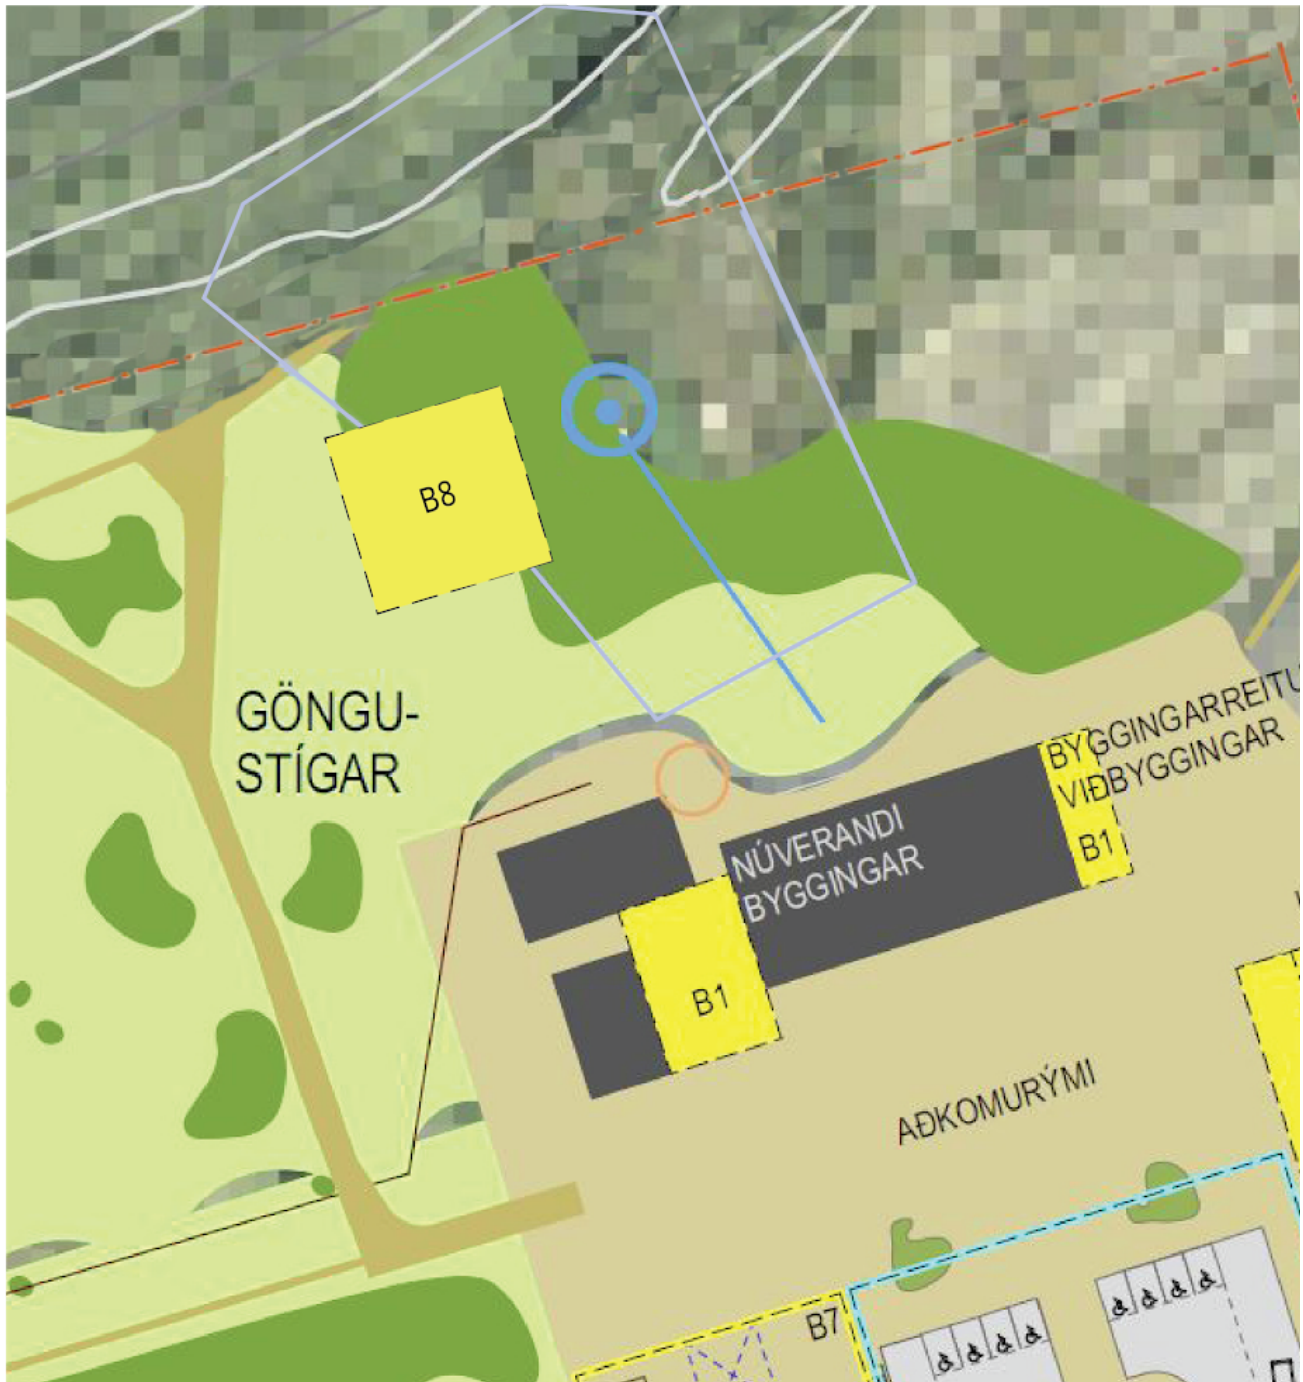 B8
GÖNGU-
STÍGAR
BYGGINGARREITU
VIÐBYGGINGAR
B1
NÚVERANDI
BYGGINGAR
B1
AÐKOMURÝMI
B7